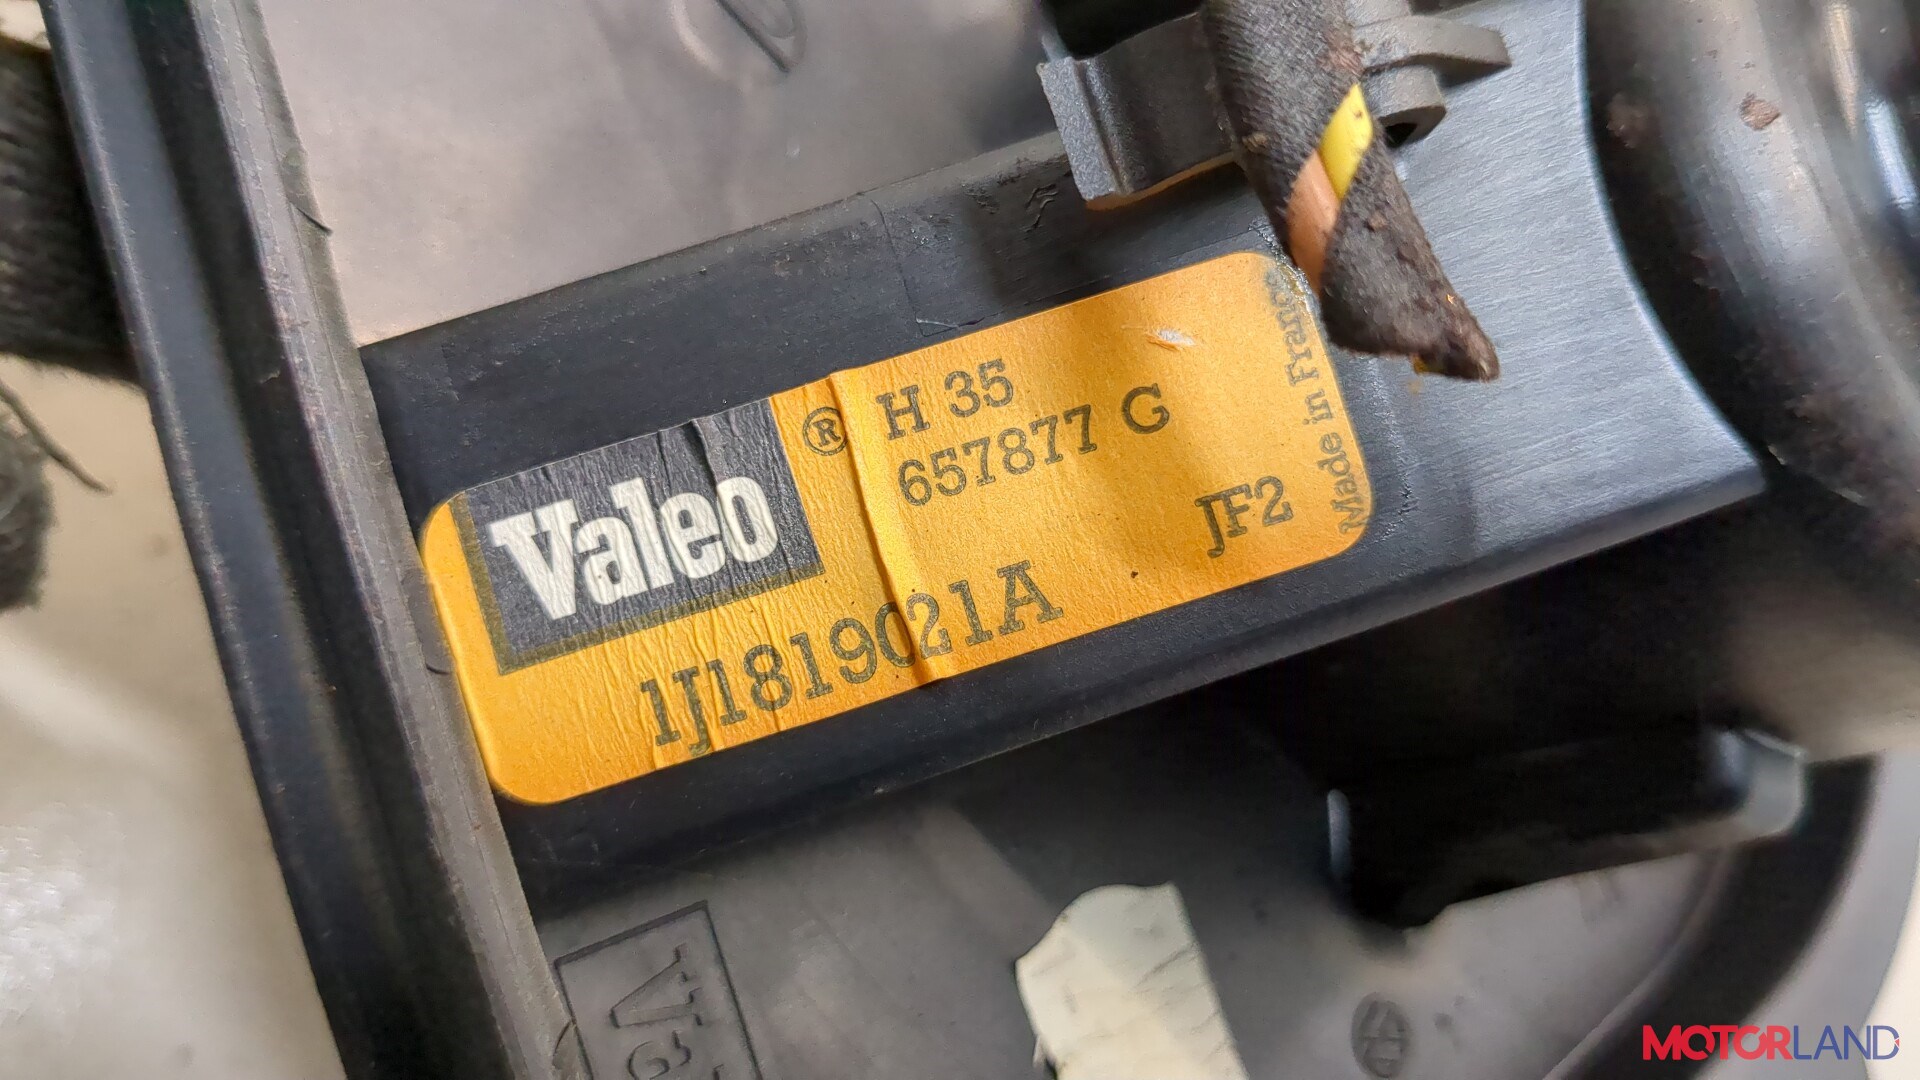 Valeo
®
H 35
657877 G
JF2
1J1819021A
Made in France
MOTORLAND